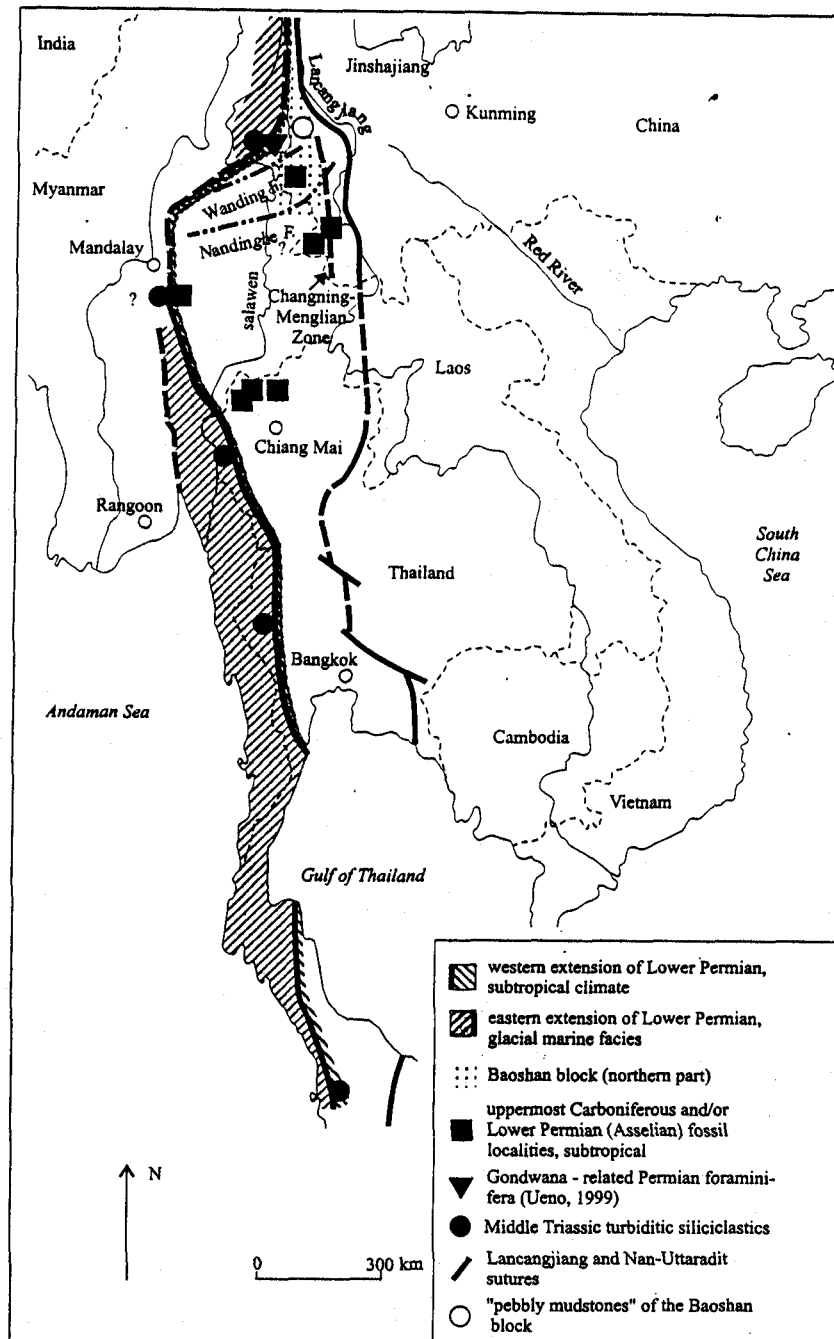 India
Jinshajiang
Lancangjiang
Kunming
China
Myanmar
Wanding F.
Mandalay
Nandinghe F.
?
Red River
?
salawen
Changning-
Menglian
Zone
Laos
Chiang Mai
Rangoon
South
China
Sea
Thailand
Bangkok
Andaman Sea
Cambodia
Vietnam
Gulf of Thailand
western extension of Lower Permian,
subtropical climate
eastern extension of Lower Permian,
glacial marine facies
Baoshan block (northern part)
uppermost Carboniferous and/or
Lower Permian (Asselian) fossil
localities, subtropical
Gondwana - related Permian foramini-
fera (Ueno, 1999)
Middle Triassic turbiditic siliciclastics
Lancangjiang and Nan-Uttaradit
sutures
"pebbly mudstones" of the Baoshan
block
N
0 300 km